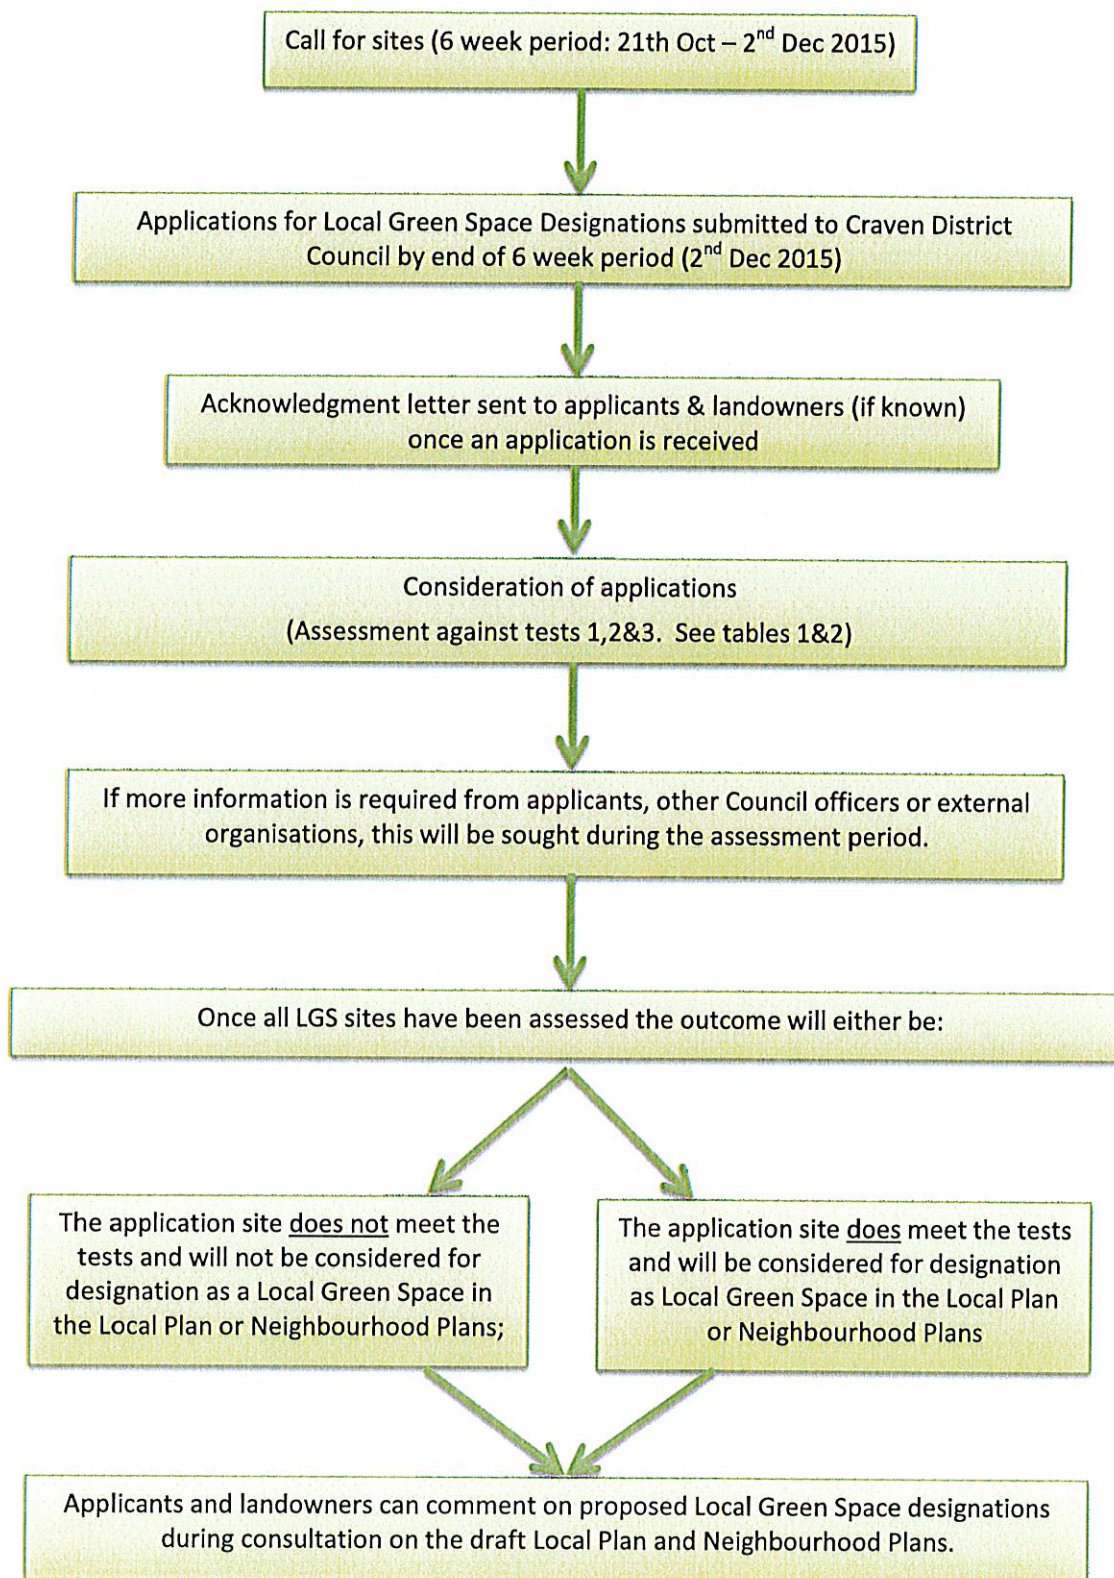 Call for sites (6 week period: 21th Oct – 2nd Dec 2015)
Applications for Local Green Space Designations submitted to Craven District
Council by end of 6 week period (2nd Dec 2015)
Acknowledgment letter sent to applicants & landowners (if known)
once an application is received
Consideration of applications
(Assessment against tests 1,2&3. See tables 1&2)
If more information is required from applicants, other Council officers or external
organisations, this will be sought during the assessment period.
Once all LGS sites have been assessed the outcome will either be:
The application site does not meet the
tests and will not be considered for
designation as a Local Green Space in
the Local Plan or Neighbourhood Plans;
The application site does meet the tests
and will be considered for designation
as Local Green Space in the Local Plan
or Neighbourhood Plans
Applicants and landowners can comment on proposed Local Green Space designations
during consultation on the draft Local Plan and Neighbourhood Plans.